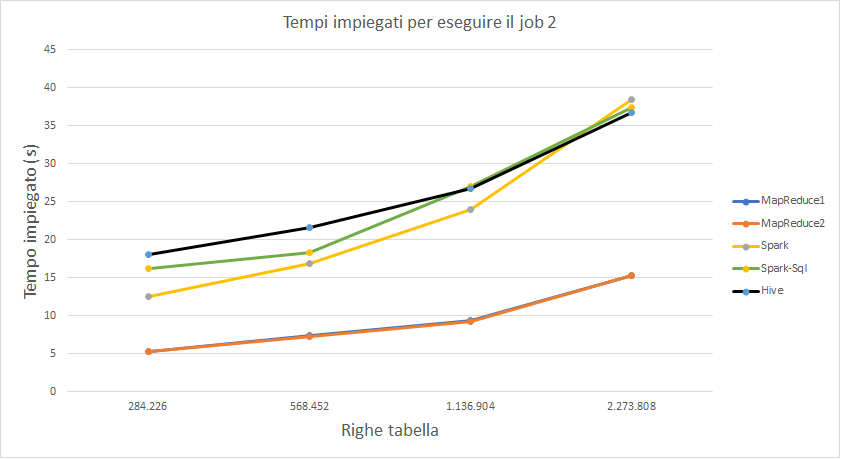 Tempi impiegati per eseguire il job 2
Tempo impiegato (s)
45
40
35
30
25
20
15
10
5
0
284.226
568.452
1.136.904
2.273.808
Righe tabella
MapReduce1
MapReduce2
Spark
Spark-Sql
Hive